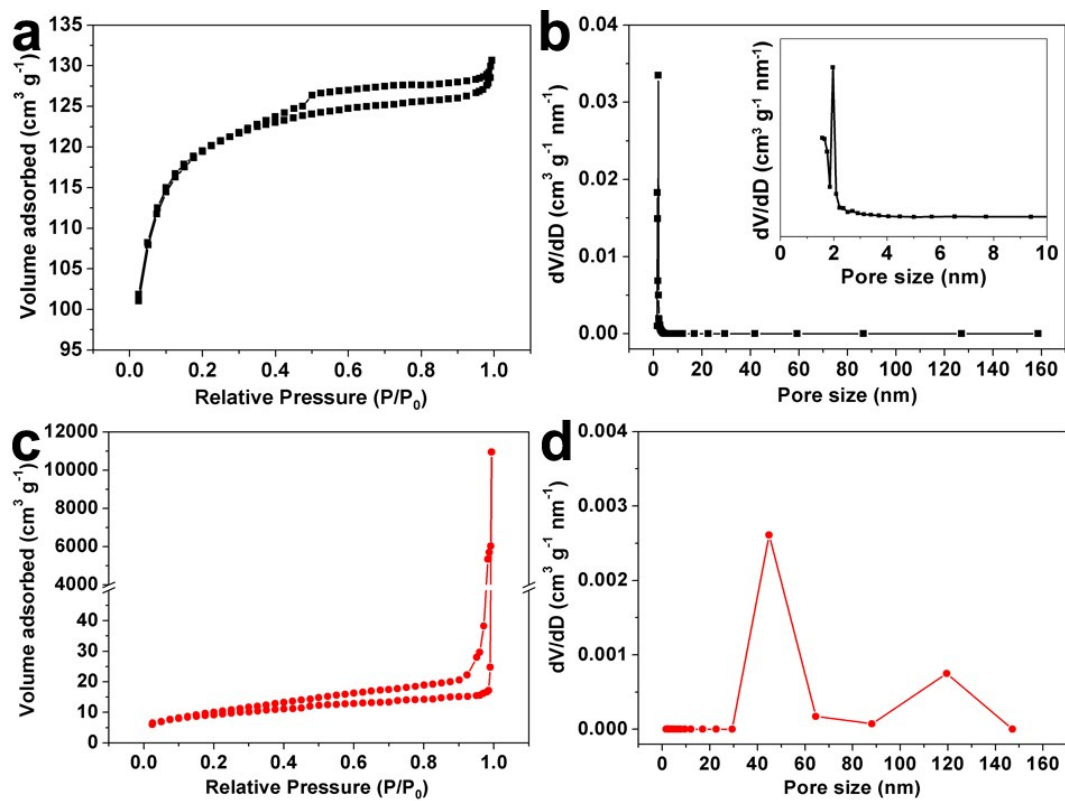 a
135
130
125
120
115
110
105
100
95
Volume adsorbed (cm³ g⁻¹)
0.0 0.2 0.4 0.6 0.8 1.0
Relative Pressure (P/P₀)
b
0.04
0.03
0.02
0.01
0.00
dV/dD (cm³ g⁻¹ nm⁻¹)
0 20 40 60 80 100 120 140 160
Pore size (nm)
dV/dD (cm³ g⁻¹ nm⁻¹)
0 2 4 6 8 10
Pore size (nm)
c
12000
10000
8000
6000
4000
40
30
20
10
0
Volume adsorbed (cm³ g⁻¹)
0.0 0.2 0.4 0.6 0.8 1.0
Relative Pressure (P/P₀)
d
0.004
0.003
0.002
0.001
0.000
dV/dD (cm³ g⁻¹ nm⁻¹)
0 20 40 60 80 100 120 140 160
Pore size (nm)